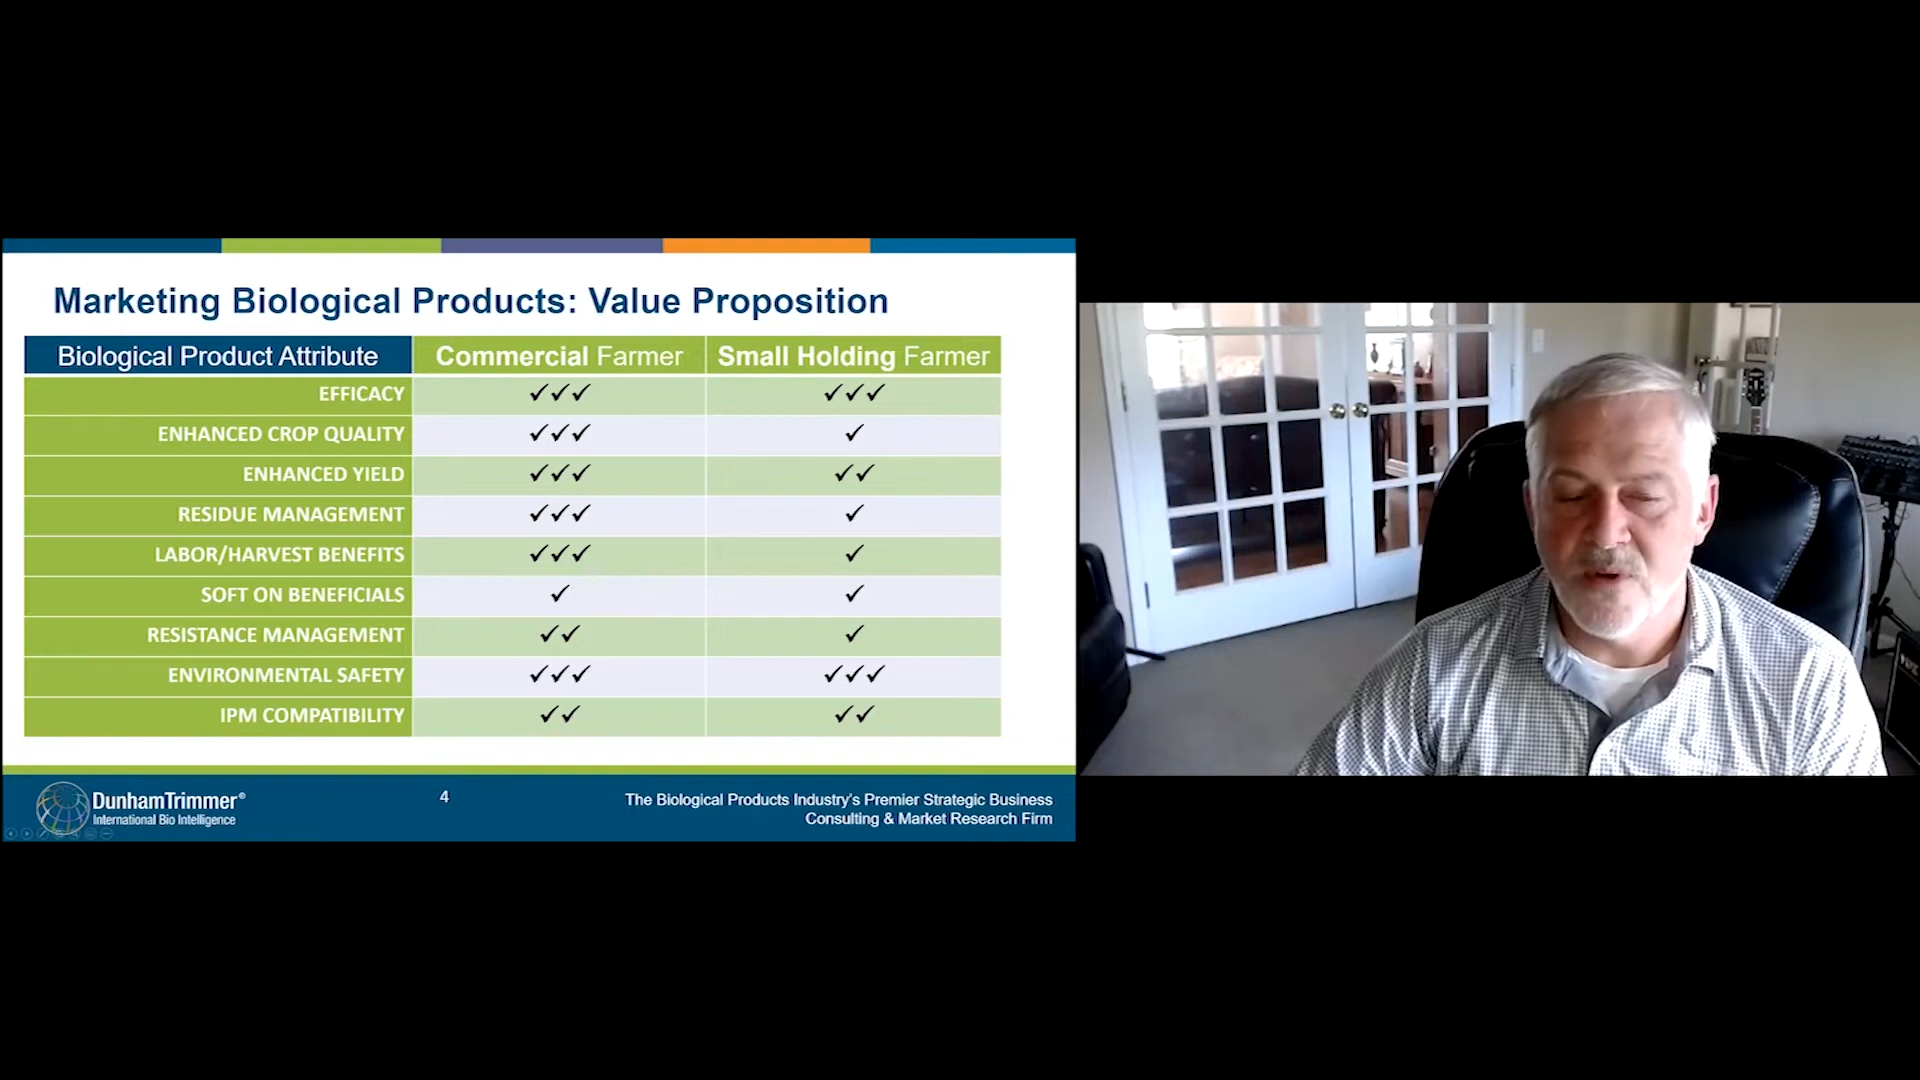 Marketing Biological Products: Value Proposition
Biological Product Attribute Commercial Farmer Small Holding Farmer
EFFICACY ✓✓✓ ✓✓✓
ENHANCED CROP QUALITY ✓✓✓ ✓
ENHANCED YIELD ✓✓✓ ✓✓
RESIDUE MANAGEMENT ✓✓✓ ✓
LABOR/HARVEST BENEFITS ✓✓✓ ✓
SOFT ON BENEFICIALS ✓ ✓
RESISTANCE MANAGEMENT ✓✓ ✓
ENVIRONMENTAL SAFETY ✓✓✓ ✓✓✓
IPM COMPATIBILITY ✓✓ ✓✓
DunhamTrimmer®
International Bio Intelligence
4
The Biological Products Industry's Premier Strategic Business
Consulting & Market Research Firm